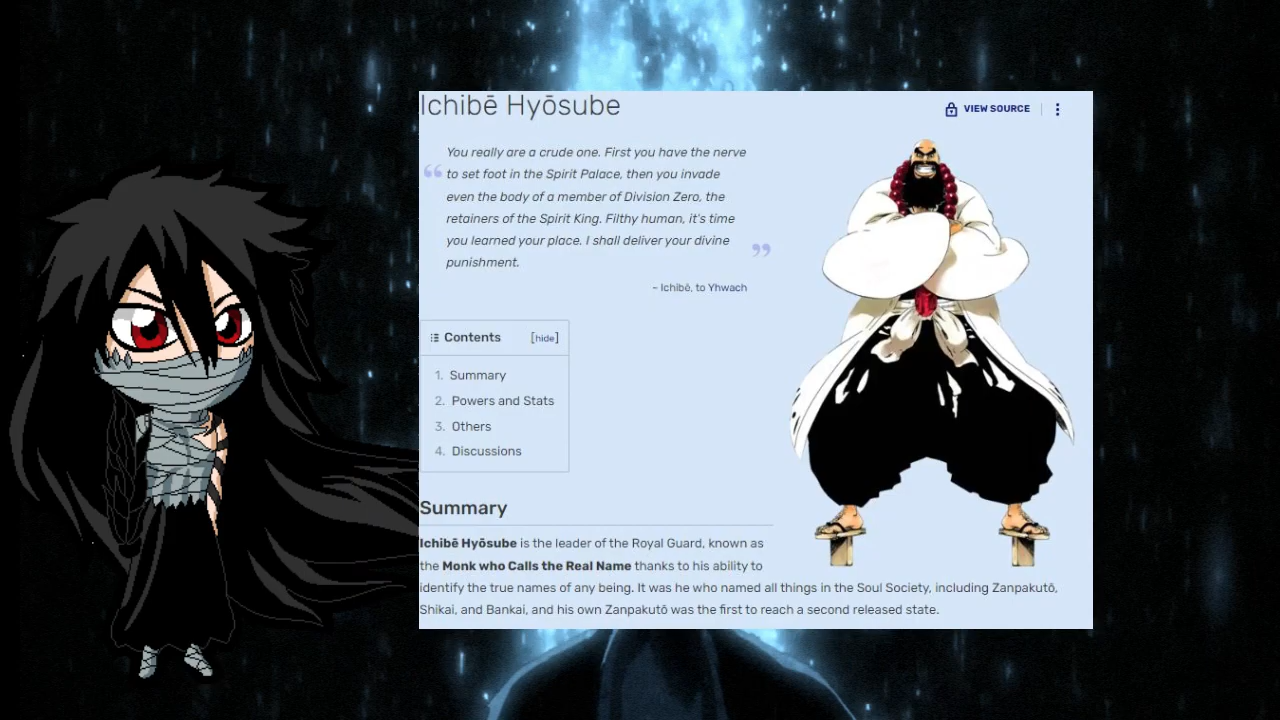 Ichibē Hyōsube
VIEW SOURCE
“
You really are a crude one. First you have the nerve
to set foot in the Spirit Palace, then you invade
even the body of a member of Division Zero, the
retainers of the Spirit King. Filthy human, it's time
you learned your place. I shall deliver your divine
punishment.
”
~ Ichibē, to Yhwach
Contents [hide]
1. Summary
2. Powers and Stats
3. Others
4. Discussions
Summary
Ichibē Hyōsube is the leader of the Royal Guard, known as
the Monk who Calls the Real Name thanks to his ability to
identify the true names of any being. It was he who named all things in the Soul Society, including Zanpakutō,
Shikai, and Bankai, and his own Zanpakutō was the first to reach a second released state.